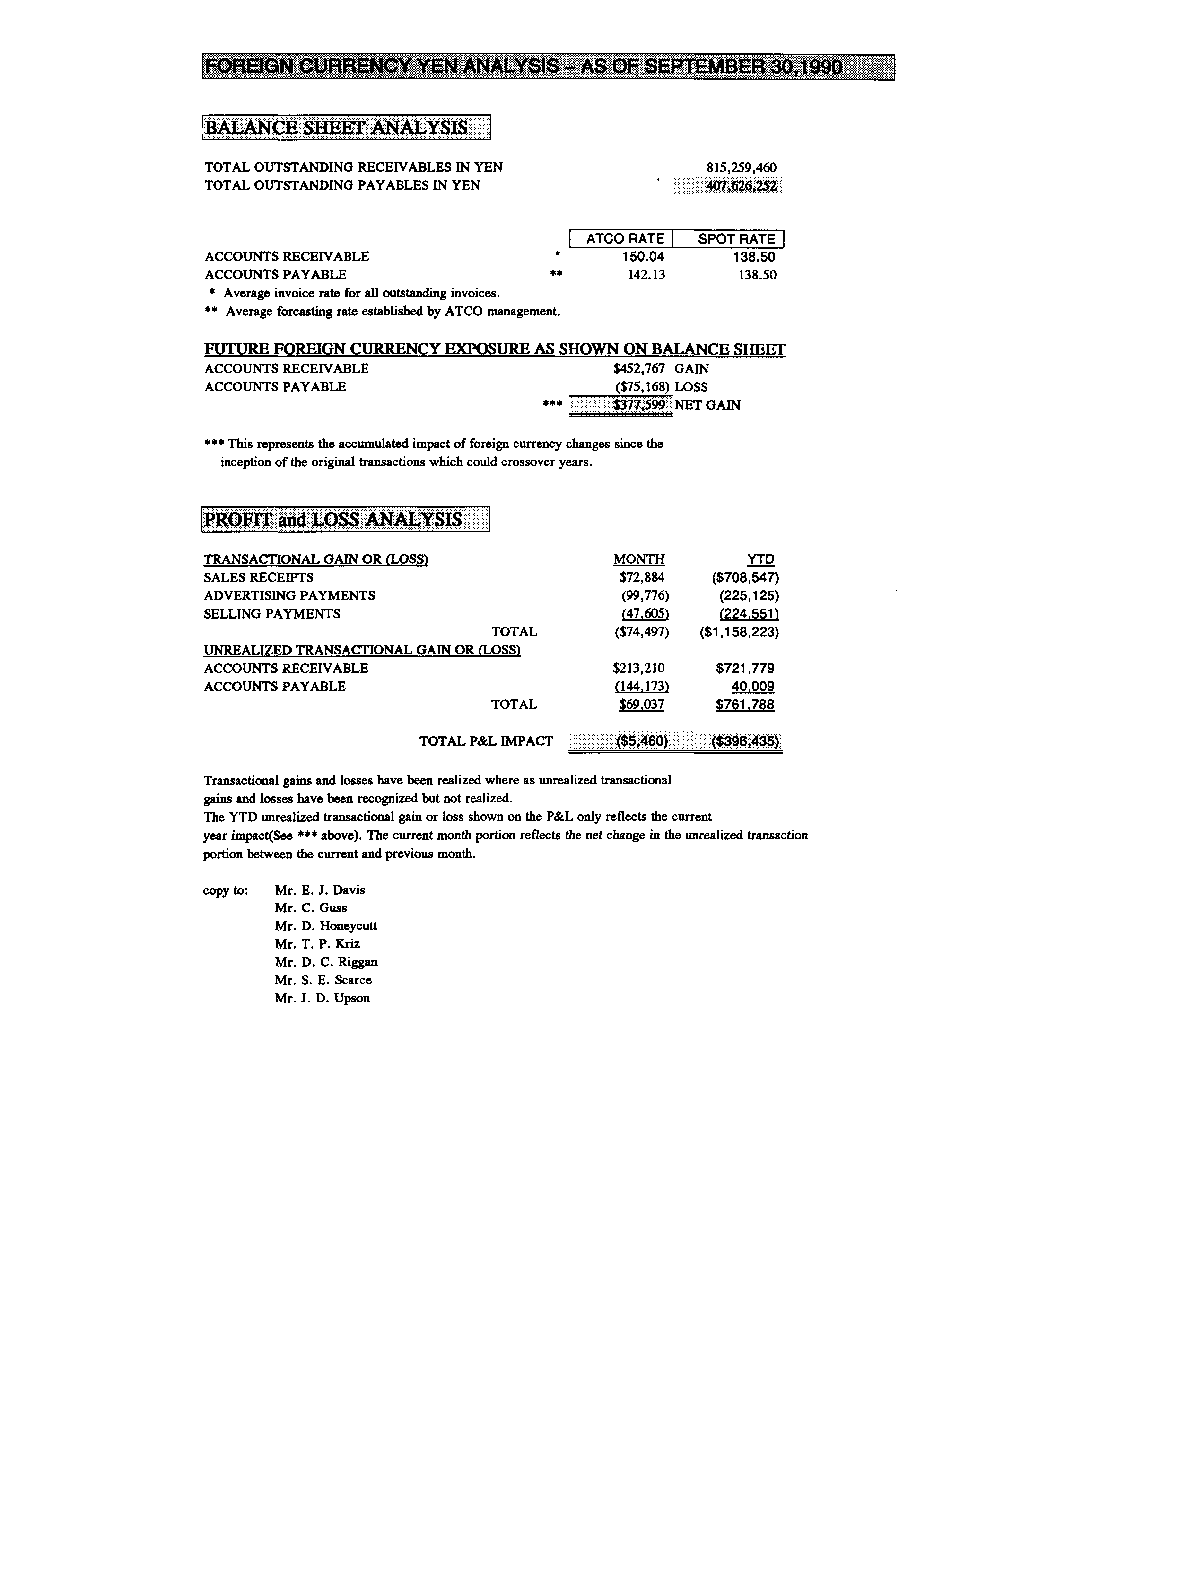 FOREIGN CURRENCY YEN ANALYSIS - AS OF SEPTEMBER 30,1990
BALANCE SHEET ANALYSIS
TOTAL OUTSTANDING RECEIVABLES IN YEN 815,259,460
TOTAL OUTSTANDING PAYABLES IN YEN 407,626,252
ATCO RATE SPOT RATE
ACCOUNTS RECEIVABLE * 150.04 138.50
ACCOUNTS PAYABLE ** 142.13 138.50
* Average invoice rate for all outstanding invoices.
** Average forcasting rate established by ATCO management.
FUTURE FOREIGN CURRENCY EXPOSURE AS SHOWN ON BALANCE SHEET
ACCOUNTS RECEIVABLE $452,767 GAIN
ACCOUNTS PAYABLE ($75,168) LOSS
*** $377,599 NET GAIN
*** This represents the accumulated impact of foreign currency changes since the
inception of the original transactions which could crossover years.
PROFIT and LOSS ANALYSIS
TRANSACTIONAL GAIN OR (LOSS) MONTH YTD
SALES RECEIPTS $72,884 ($708,547)
ADVERTISING PAYMENTS (99,776) (225,125)
SELLING PAYMENTS (47,605) (224,551)
TOTAL ($74,497) ($1,158,223)
UNREALIZED TRANSACTIONAL GAIN OR (LOSS)
ACCOUNTS RECEIVABLE $213,210 $721,779
ACCOUNTS PAYABLE (144,173) 40,009
TOTAL $69,037 $761,788
TOTAL P&L IMPACT ($5,460) ($396,435)
Transactional gains and losses have been realized where as unrealized transactional
gains and losses have been recognized but not realized.
The YTD unrealized transactional gain or loss shown on the P&L only reflects the current
year impact(See *** above). The current month portion reflects the net change in the unrealized transaction
portion between the current and previous month.
copy to: Mr. E. J. Davis
Mr. C. Guss
Mr. D. Honeycutt
Mr. T. P. Kriz
Mr. D. C. Riggan
Mr. S. E. Scarce
Mr. J. D. Upson